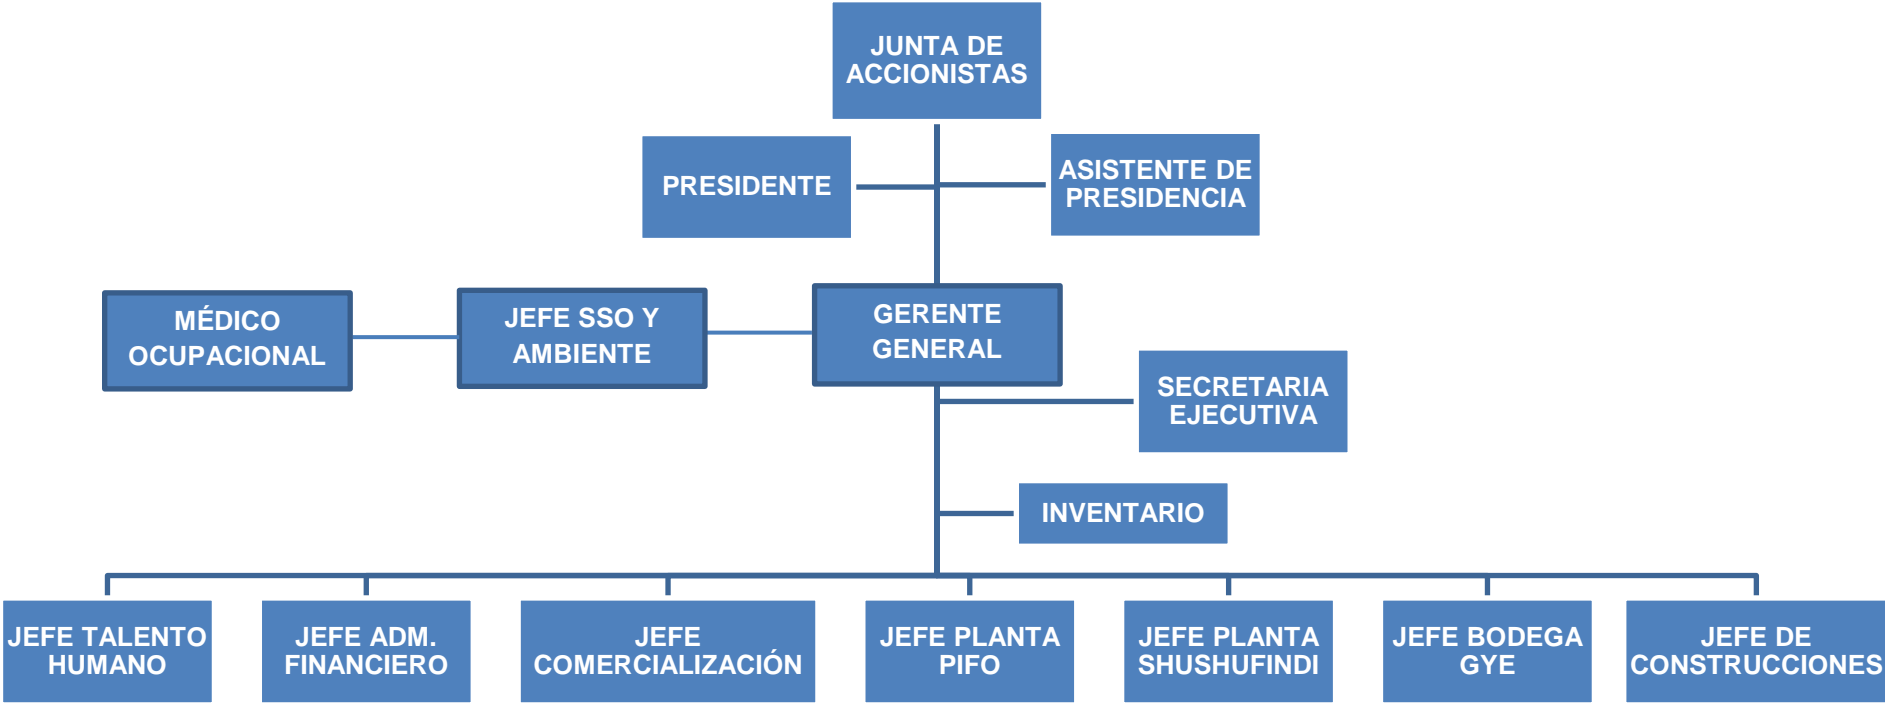 JUNTA DE
ACCIONISTAS
PRESIDENTE
ASISTENTE DE
PRESIDENCIA
MÉDICO
OCUPACIONAL
JEFE SSO Y
AMBIENTE
GERENTE
GENERAL
SECRETARIA
EJECUTIVA
INVENTARIO
JEFE TALENTO
HUMANO
JEFE ADM.
FINANCIERO
JEFE
COMERCIALIZACIÓN
JEFE PLANTA
PIFO
JEFE PLANTA
SHUSHUFINDI
JEFE BODEGA
GYE
JEFE DE
CONSTRUCCIONES